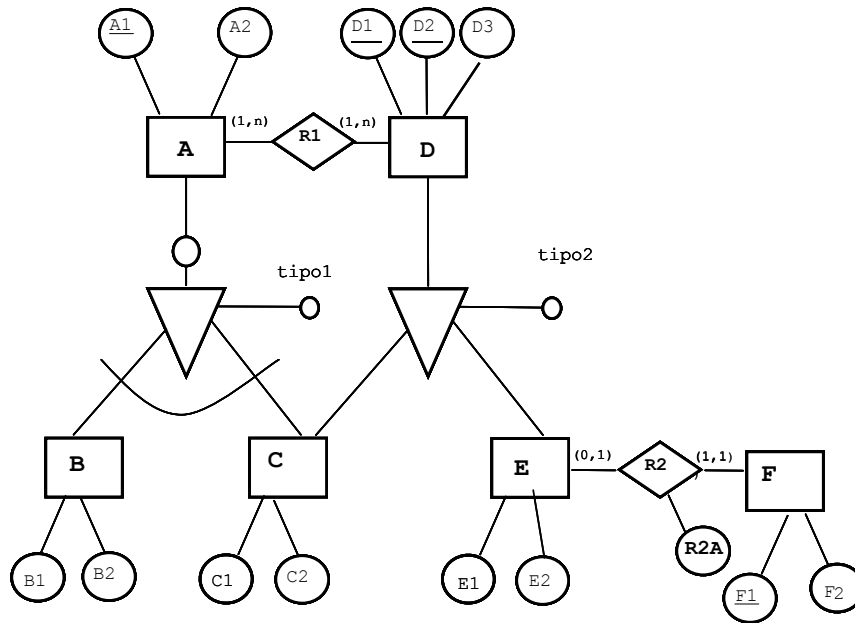 A1
A2
D1
D2
D3
(1,n)
R1
(1,n)
A
D
tipo1
tipo2
B
C
E
(0,1)
R2
(1,1)
F
R2A
B1
B2
C1
C2
E1
E2
F1
F2